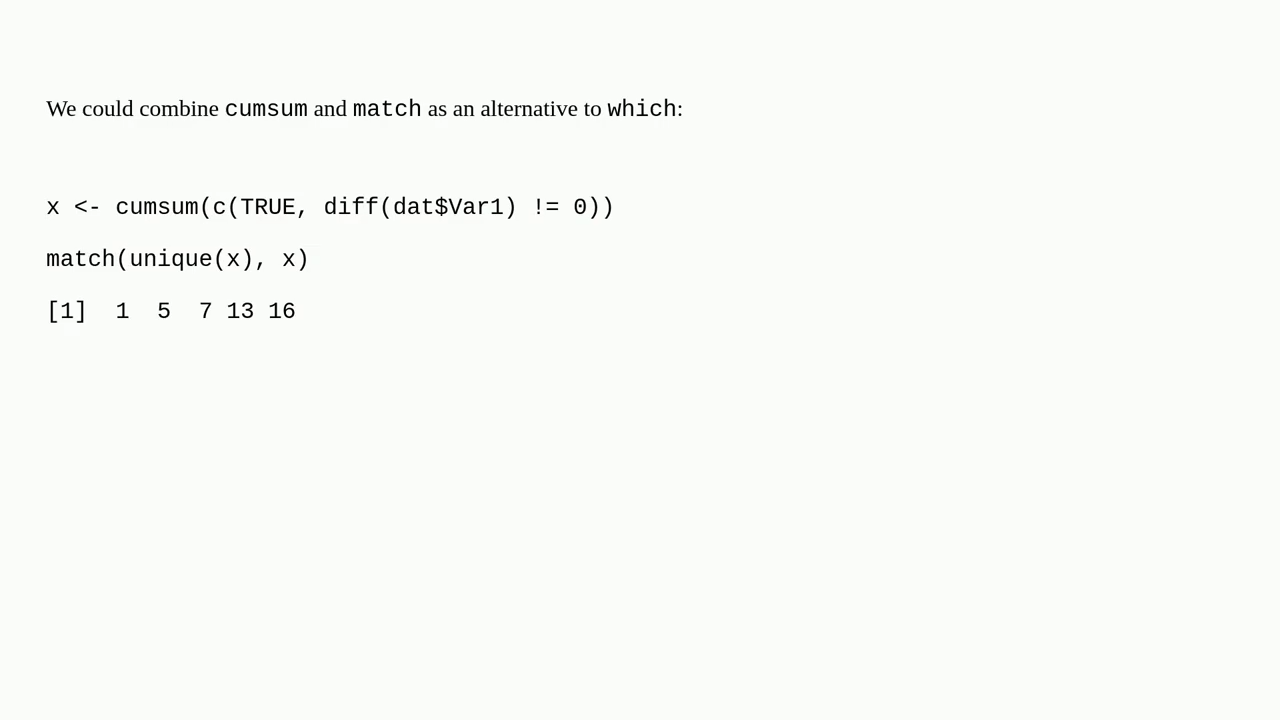 We could combine cumsum and match as an alternative to which:
x <- cumsum(c(TRUE, diff(dat$Var1) != 0))
match(unique(x), x)
[1]  1  5  7 13 16